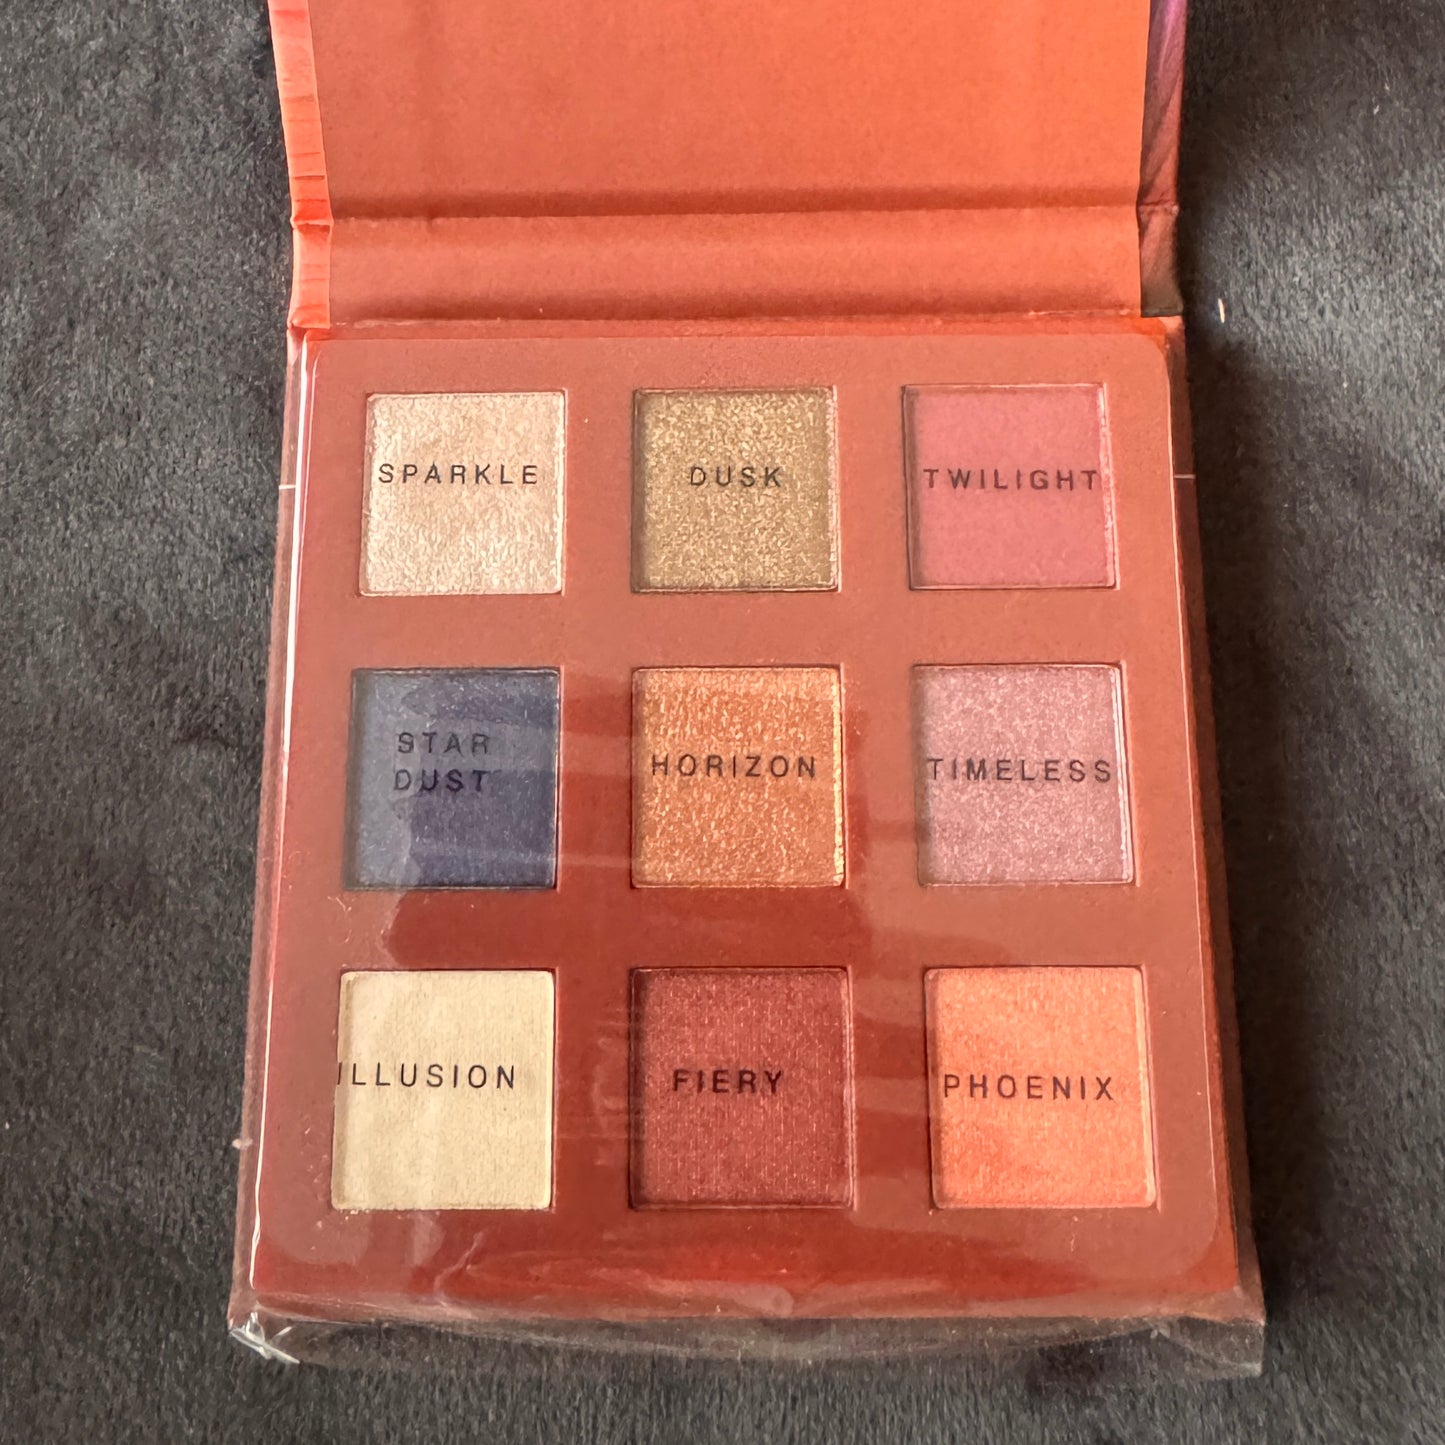 SPARKLE
DUSK
TWILIGHT
STAR
DUST
HORIZON
TIMELESS
ILLUSION
FIERY
PHOENIX